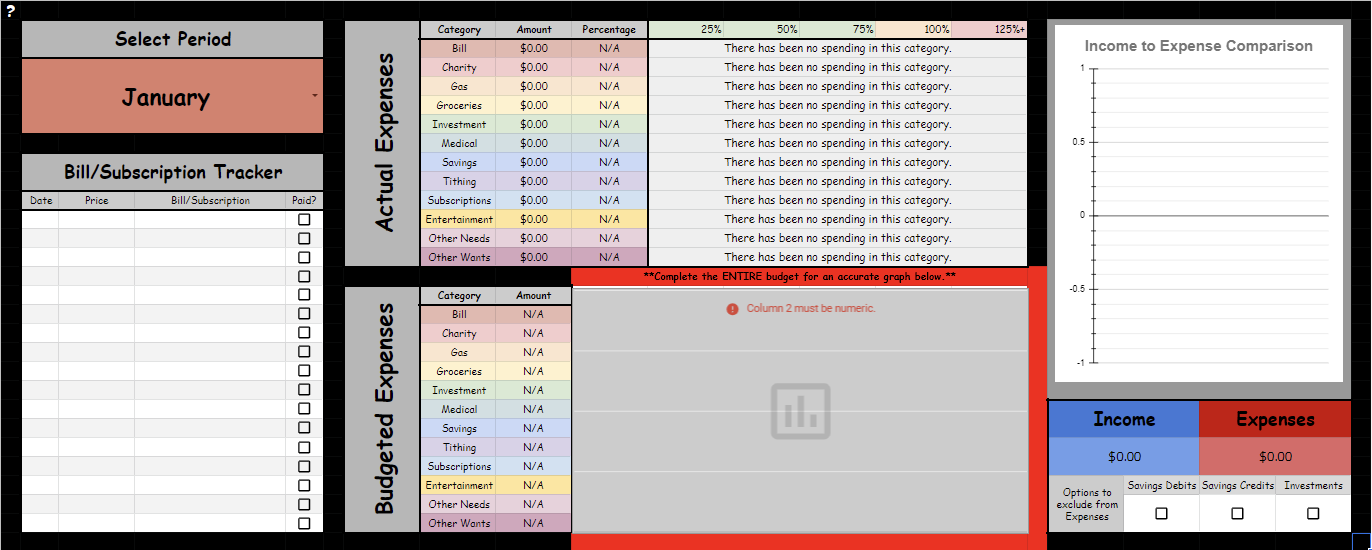 ?
Select Period
January
Bill/Subscription Tracker
Date Price Bill/Subscription Paid?
Actual Expenses
Category Amount Percentage 25% 50% 75% 100% 125%+
Bill $0.00 N/A There has been no spending in this category.
Charity $0.00 N/A There has been no spending in this category.
Gas $0.00 N/A There has been no spending in this category.
Groceries $0.00 N/A There has been no spending in this category.
Investment $0.00 N/A There has been no spending in this category.
Medical $0.00 N/A There has been no spending in this category.
Savings $0.00 N/A There has been no spending in this category.
Tithing $0.00 N/A There has been no spending in this category.
Subscriptions $0.00 N/A There has been no spending in this category.
Entertainment $0.00 N/A There has been no spending in this category.
Other Needs $0.00 N/A There has been no spending in this category.
Other Wants $0.00 N/A There has been no spending in this category.
**Complete the ENTIRE budget for an accurate graph below.**
Budgeted Expenses
Category Amount
Bill N/A
Charity N/A
Gas N/A
Groceries N/A
Investment N/A
Medical N/A
Savings N/A
Tithing N/A
Subscriptions N/A
Entertainment N/A
Other Needs N/A
Other Wants N/A
Column 2 must be numeric.
Income to Expense Comparison
1
0.5
0
-0.5
-1
Income Expenses
$0.00 $0.00
Options to
exclude from
Expenses
Savings Debits Savings Credits Investments